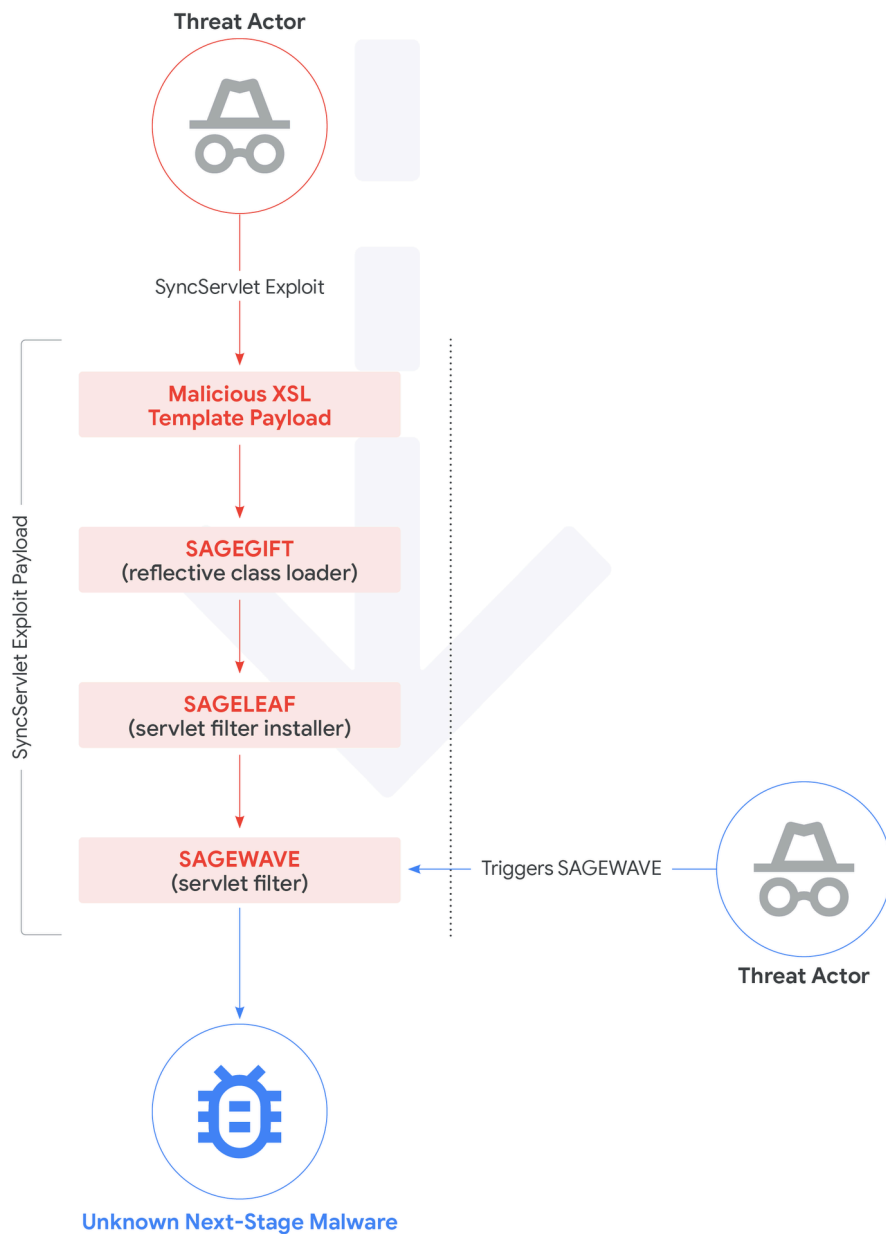 Threat Actor
SyncServlet Exploit
SyncServlet Exploit Payload
Malicious XSL
Template Payload
SAGEGIFT
(reflective class loader)
SAGELEAF
(servlet filter installer)
SAGEWAVE
(servlet filter)
Triggers SAGEWAVE
Threat Actor
Unknown Next-Stage Malware